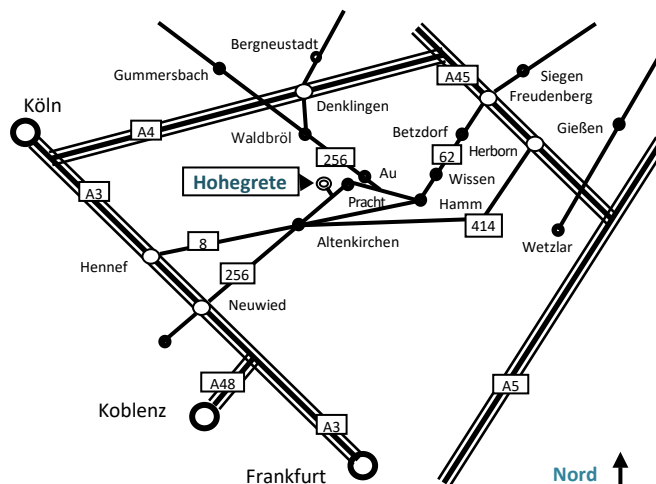 Bergneustadt
Gummersbach
A45
Siegen
Freudenberg
Köln
Denklingen
Gießen
A4
Waldbröl
Betzdorf
256
62
Herborn
A3
Au
Wissen
Hohegrete
Pracht
Hamm
Altenkirchen
414
Wetzlar
8
Hennef
256
Neuwied
A48
A5
Koblenz
A3
Frankfurt
Nord